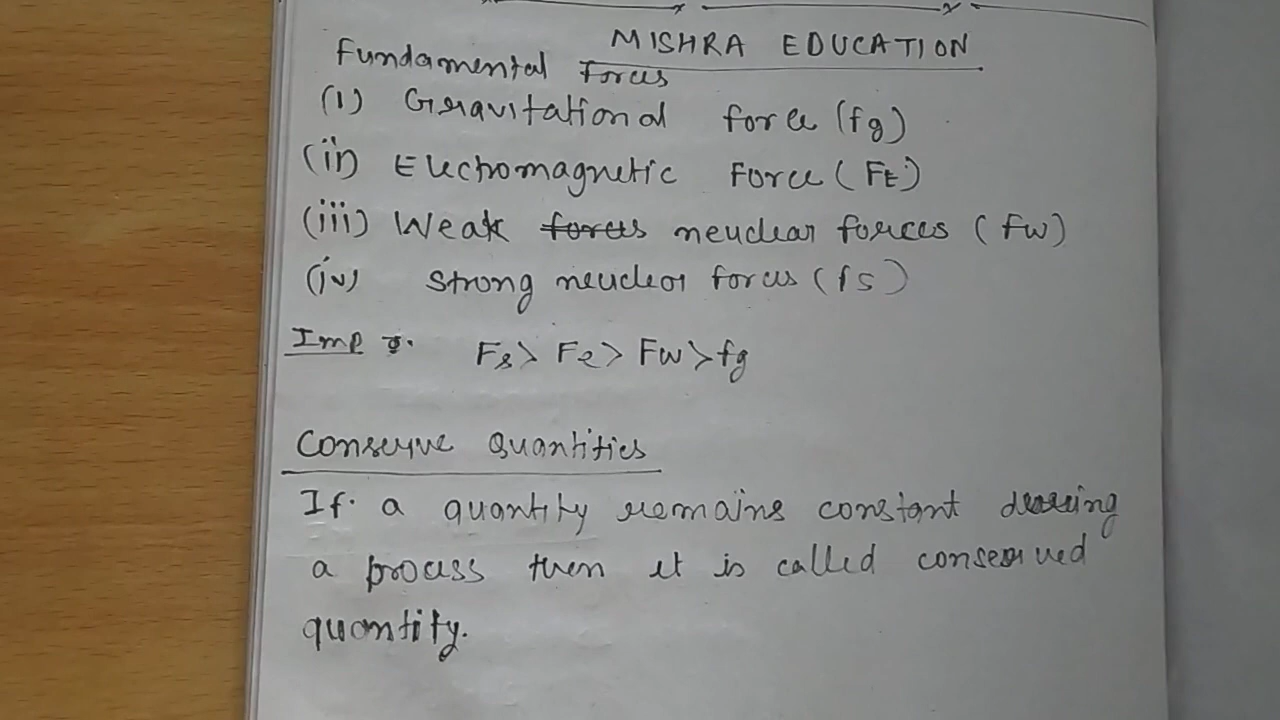 MISHRA EDUCATION
Fundamental Forces
(i) Gravitational force (fg)
(ii) Electromagnetic Force (FE)
(iii) Weak forces neuclear forces (fw)
(iv) Strong neuclear forces (fs)
Imp :. Fs> Fe> Fw>fg
Conserve Quantities
If a quantity remains constant during
a process then it is called conserved
quantity.